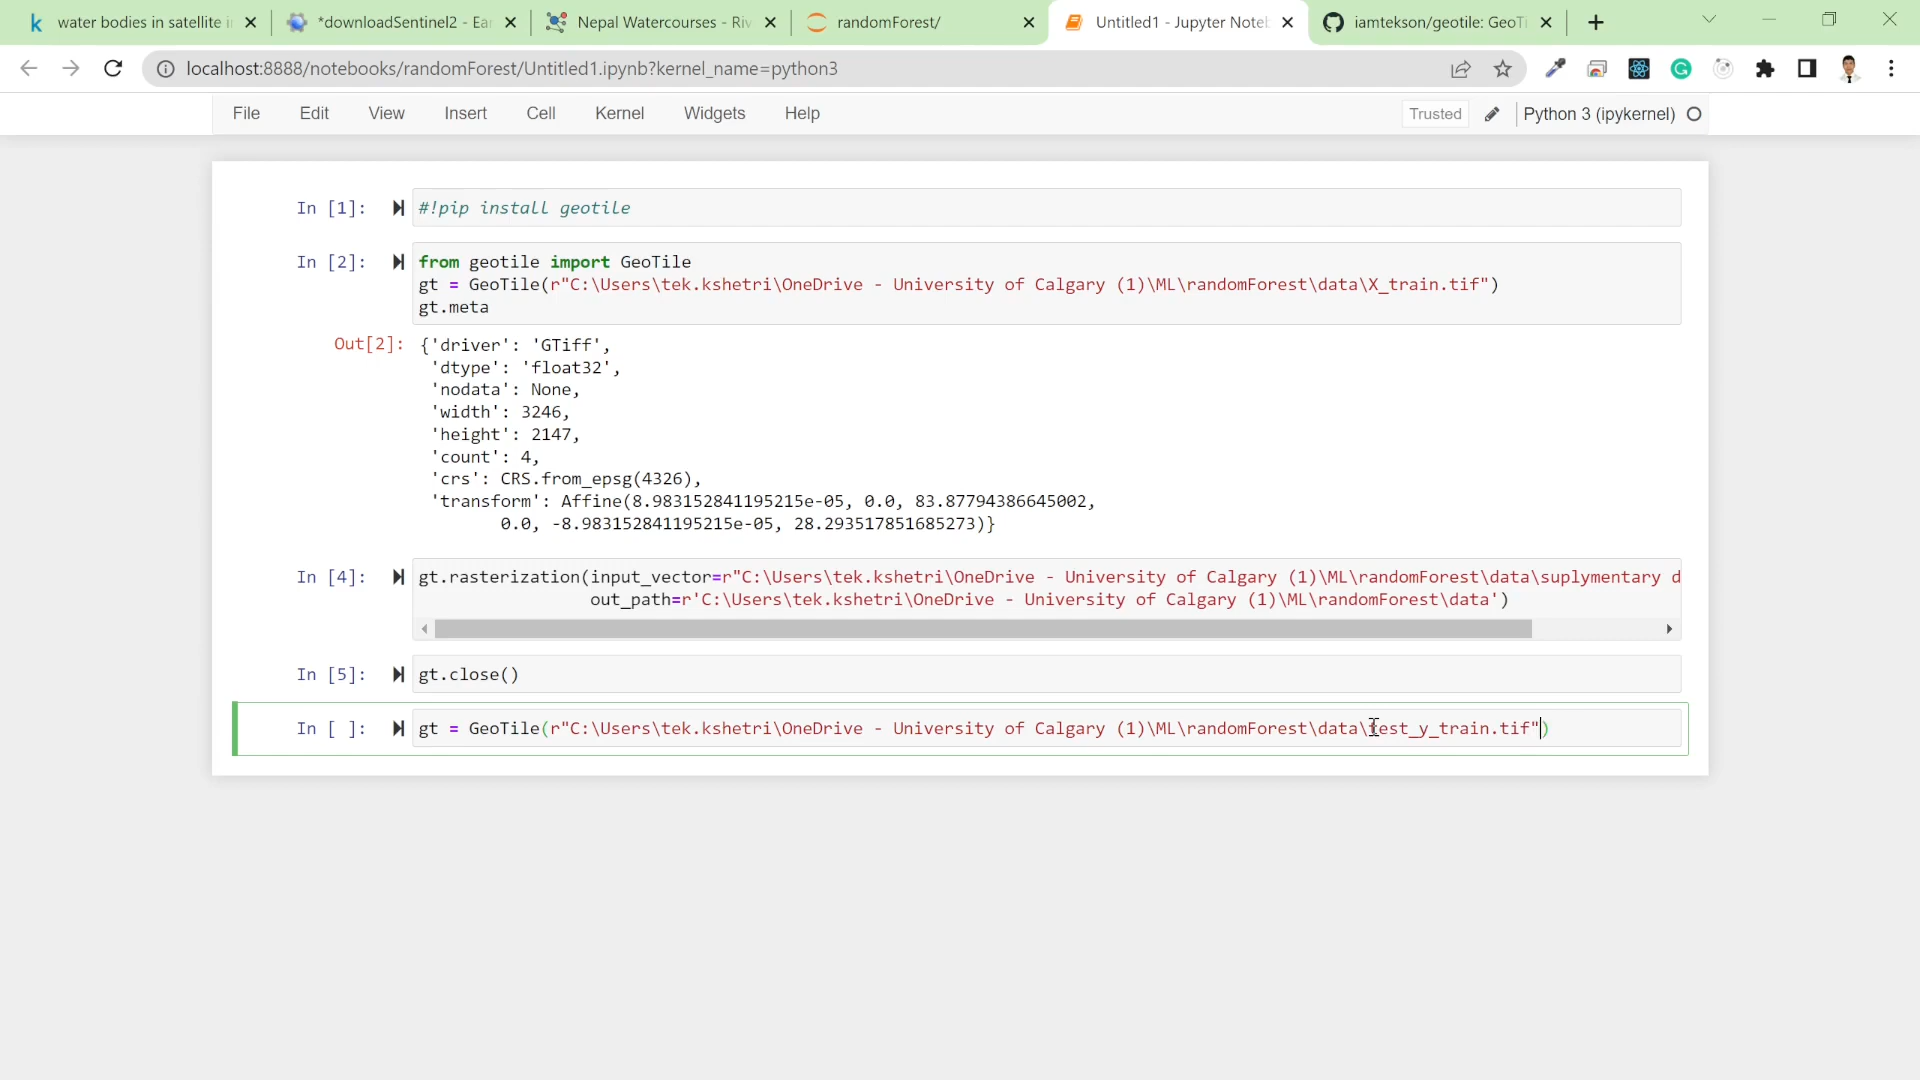 water bodies in satellite i
*downloadSentinel2 - Ea
Nepal Watercourses - Riv
randomForest/
Untitled1 - Jupyter Noteb
iamtekson/geotile: GeoTi
localhost:8888/notebooks/randomForest/Untitled1.ipynb?kernel_name=python3
File Edit View Insert Cell Kernel Widgets Help
Trusted
Python 3 (ipykernel)
In [1]: #!pip install geotile
In [2]: from geotile import GeoTile
gt = GeoTile(r"C:\Users\tek.kshetri\OneDrive - University of Calgary (1)\ML\randomForest\data\X_train.tif")
gt.meta
Out[2]: {'driver': 'GTiff',
'dtype': 'float32',
'nodata': None,
'width': 3246,
'height': 2147,
'count': 4,
'crs': CRS.from_epsg(4326),
'transform': Affine(8.983152841195215e-05, 0.0, 83.87794386645002,
0.0, -8.983152841195215e-05, 28.293517851685273)}
In [4]: gt.rasterization(input_vector=r"C:\Users\tek.kshetri\OneDrive - University of Calgary (1)\ML\randomForest\data\suplymentary d
out_path=r'C:\Users\tek.kshetri\OneDrive - University of Calgary (1)\ML\randomForest\data')
In [5]: gt.close()
In [ ]: gt = GeoTile(r"C:\Users\tek.kshetri\OneDrive - University of Calgary (1)\ML\randomForest\data\test_y_train.tif")